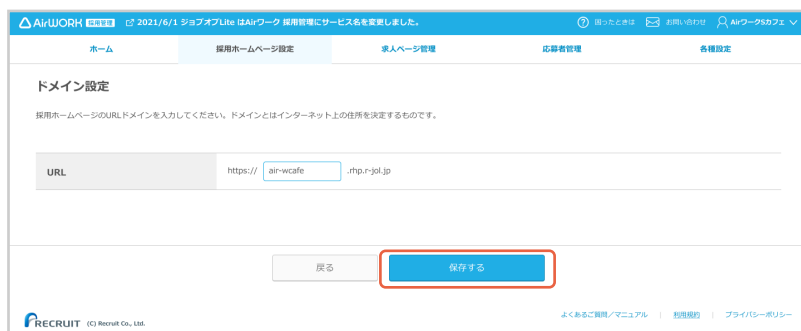 AirWORK 採用管理 2021/6/1 ジョブオプLite はAirワーク 採用管理にサービス名を変更しました。 困ったときは お問い合わせ AirワークSカフェ
ホーム 採用ホームページ設定 求人ページ管理 応募者管理 各種設定
ドメイン設定
採用ホームページのURLドメインを入力してください。ドメインとはインターネット上の住所を決定するものです。
URL https:// air-wcafe .rhp.r-jol.jp
戻る 保存する
RECRUIT (C) Recruit Co., Ltd. よくあるご質問／マニュアル | 利用規約 | プライバシーポリシー